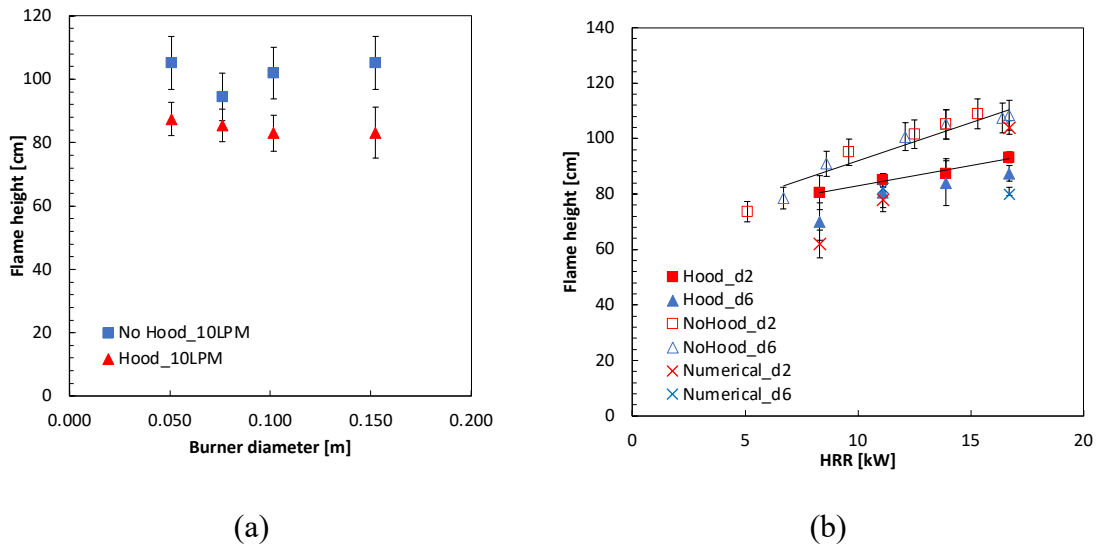 120
100
80
60
40
20
0
Flame height [cm]
No Hood_10LPM
Hood_10LPM
0.000 0.050 0.100 0.150 0.200
Burner diameter [m]
(a)
140
120
100
80
60
40
20
0
Flame height [cm]
Hood_d2
Hood_d6
NoHood_d2
NoHood_d6
Numerical_d2
Numerical_d6
0 5 10 15 20
HRR [kW]
(b)